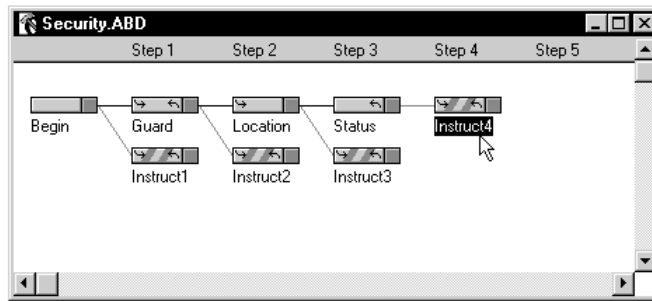 Security.ABD
Step 1 Step 2 Step 3 Step 4 Step 5
Begin Guard Location Status Instruct4
Instruct1 Instruct2 Instruct3